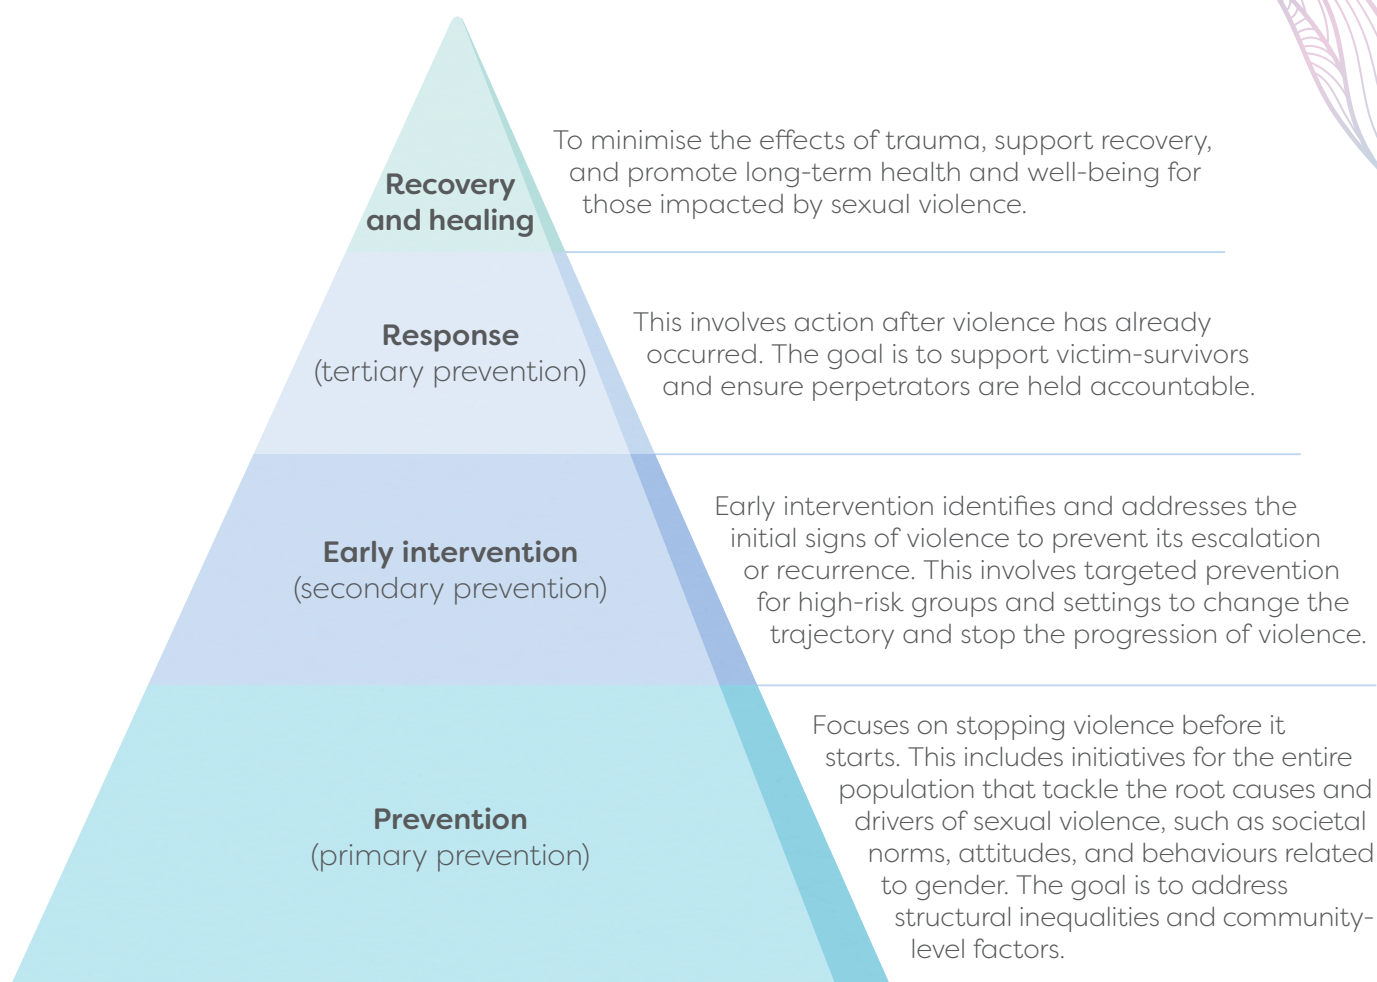 Recovery
and healing
To minimise the effects of trauma, support recovery,
and promote long-term health and well-being for
those impacted by sexual violence.
Response
(tertiary prevention)
This involves action after violence has already
occurred. The goal is to support victim-survivors
and ensure perpetrators are held accountable.
Early intervention
(secondary prevention)
Early intervention identifies and addresses the
initial signs of violence to prevent its escalation
or recurrence. This involves targeted prevention
for high-risk groups and settings to change the
trajectory and stop the progression of violence.
Prevention
(primary prevention)
Focuses on stopping violence before it
starts. This includes initiatives for the entire
population that tackle the root causes and
drivers of sexual violence, such as societal
norms, attitudes, and behaviours related
to gender. The goal is to address
structural inequalities and community-
level factors.